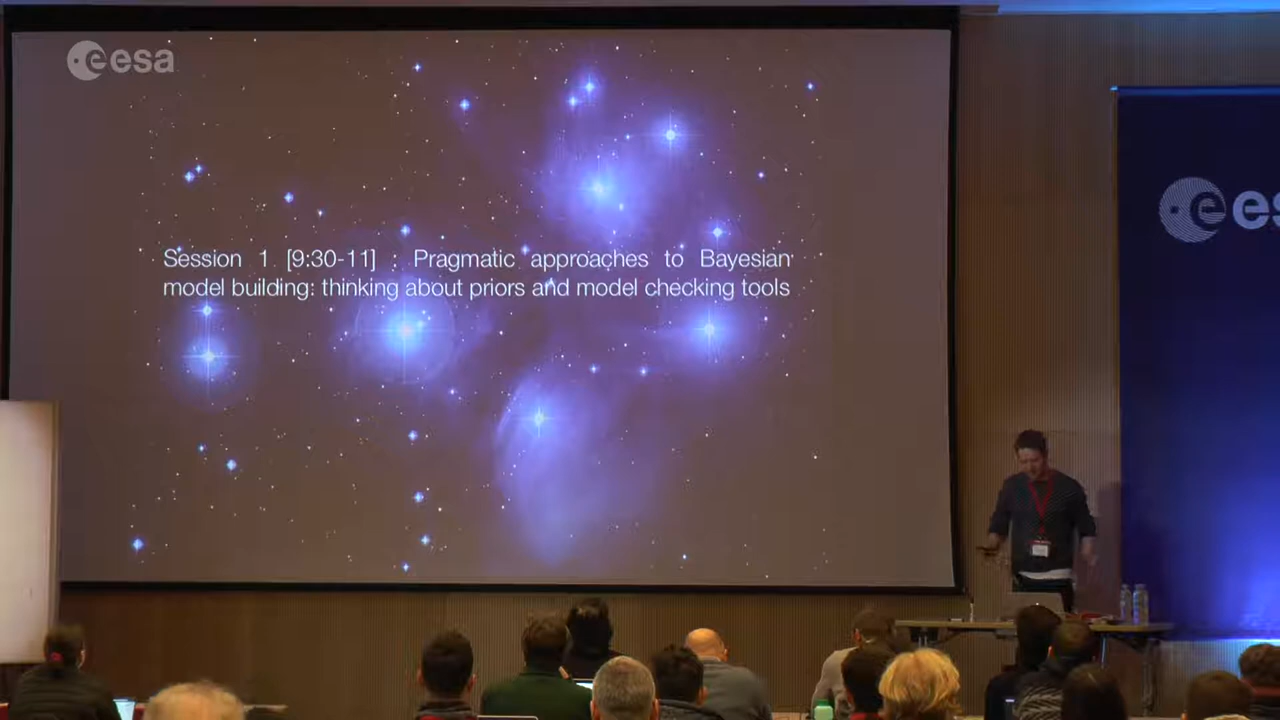 esa
Session 1 [9:30-11] : Pragmatic approaches to Bayesian
model building: thinking about priors and model checking tools
es